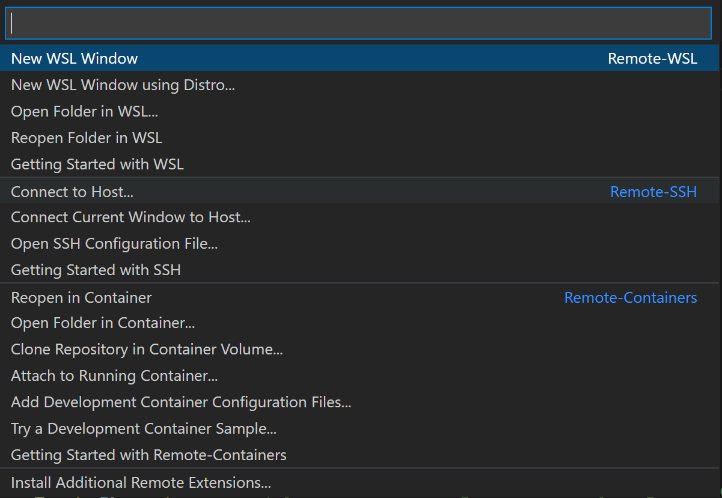 New WSL Window Remote-WSL
New WSL Window using Distro...
Open Folder in WSL...
Reopen Folder in WSL
Getting Started with WSL
Connect to Host... Remote-SSH
Connect Current Window to Host...
Open SSH Configuration File...
Getting Started with SSH
Reopen in Container Remote-Containers
Open Folder in Container...
Clone Repository in Container Volume...
Attach to Running Container...
Add Development Container Configuration Files...
Try a Development Container Sample...
Getting Started with Remote-Containers
Install Additional Remote Extensions...